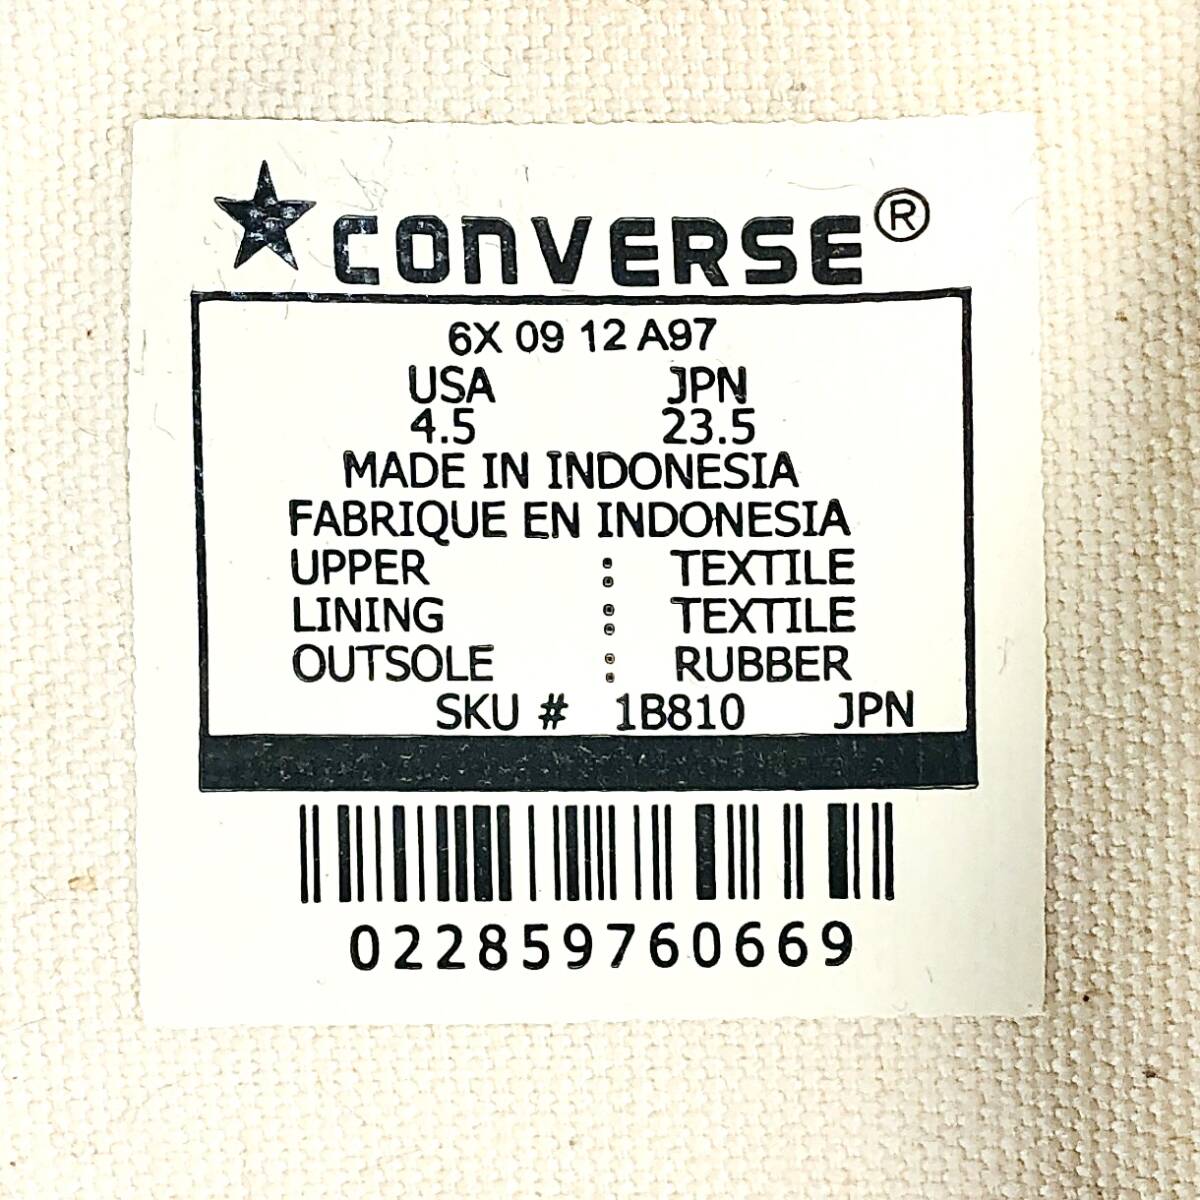 ★CONVERSE®
6X 09 12 A97
USA JPN
4.5 23.5
MADE IN INDONESIA
FABRIQUE EN INDONESIA
UPPER : TEXTILE
LINING : TEXTILE
OUTSOLE : RUBBER
SKU # 1B810 JPN
022859760669